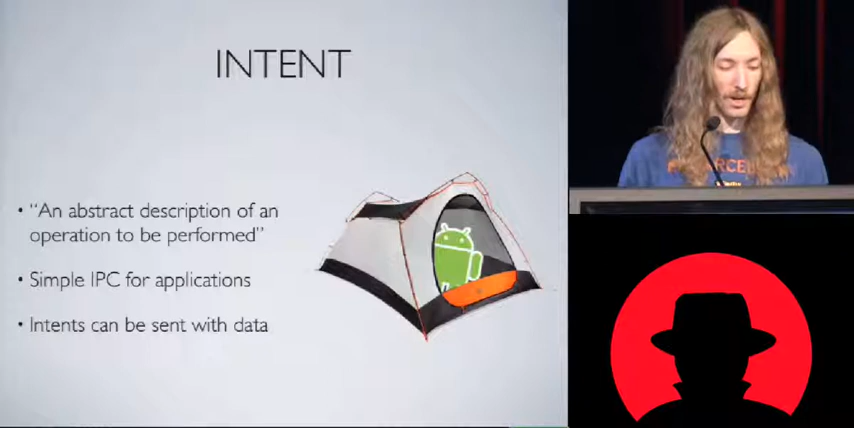 INTENT
• “An abstract description of an
operation to be performed”
• Simple IPC for applications
• Intents can be sent with data